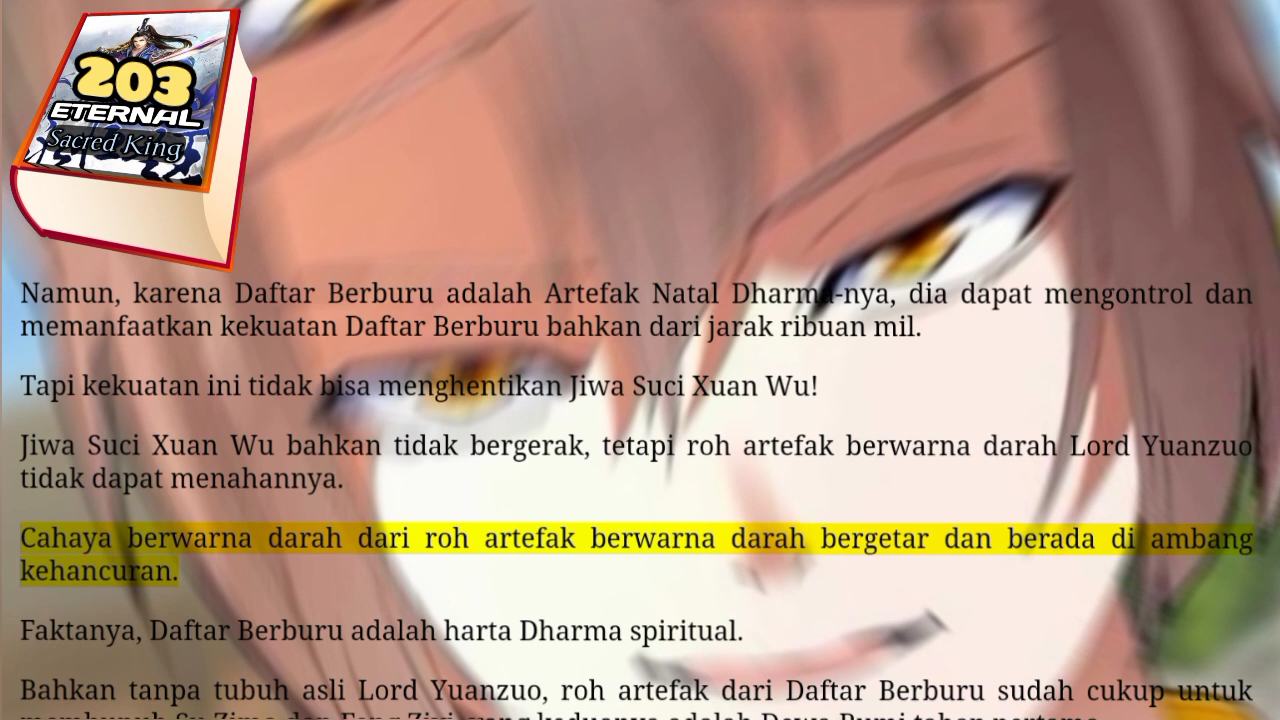 203
ETERNAL
Sacred King
Namun, karena Daftar Berburu adalah Artefak Natal Dharma-nya, dia dapat mengontrol dan
memanfaatkan kekuatan Daftar Berburu bahkan dari jarak ribuan mil.
Tapi kekuatan ini tidak bisa menghentikan Jiwa Suci Xuan Wu!
Jiwa Suci Xuan Wu bahkan tidak bergerak, tetapi roh artefak berwarna darah Lord Yuanzuo
tidak dapat menahannya.
Cahaya berwarna darah dari roh artefak berwarna darah bergetar dan berada di ambang
kehancuran.
Faktanya, Daftar Berburu adalah harta Dharma spiritual.
Bahkan tanpa tubuh asli Lord Yuanzuo, roh artefak dari Daftar Berburu sudah cukup untuk